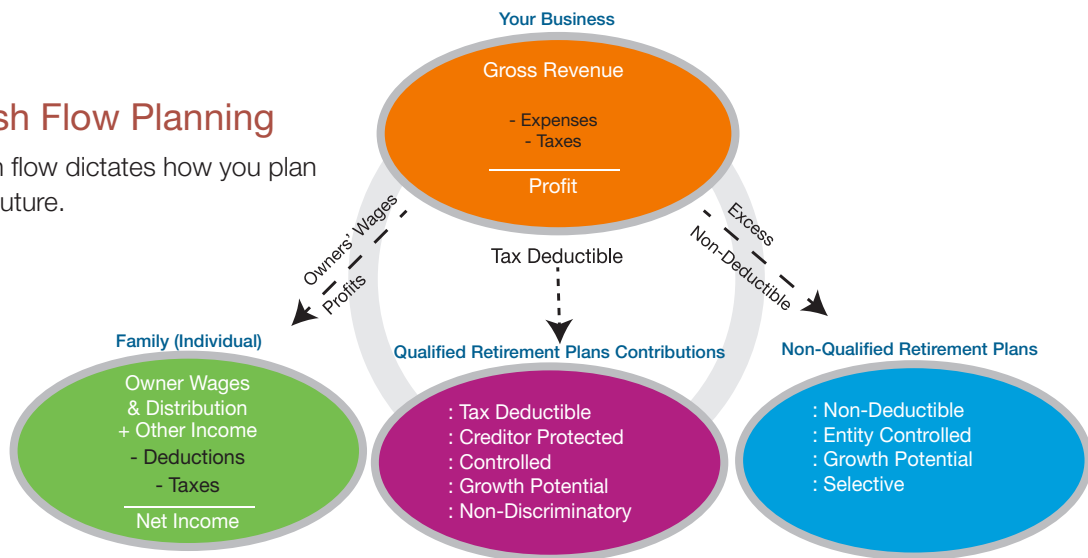 Your Business
Gross Revenue
- Expenses
- Taxes
Profit
sh Flow Planning
flow dictates how you plan
uture.
Owners' Wages
Profits
Tax Deductible
Excess
Non-Deductible
Family (Individual)
Owner Wages
& Distribution
+ Other Income
- Deductions
- Taxes
Net Income
Qualified Retirement Plans Contributions
: Tax Deductible
: Creditor Protected
: Controlled
: Growth Potential
: Non-Discriminatory
Non-Qualified Retirement Plans
: Non-Deductible
: Entity Controlled
: Growth Potential
: Selective